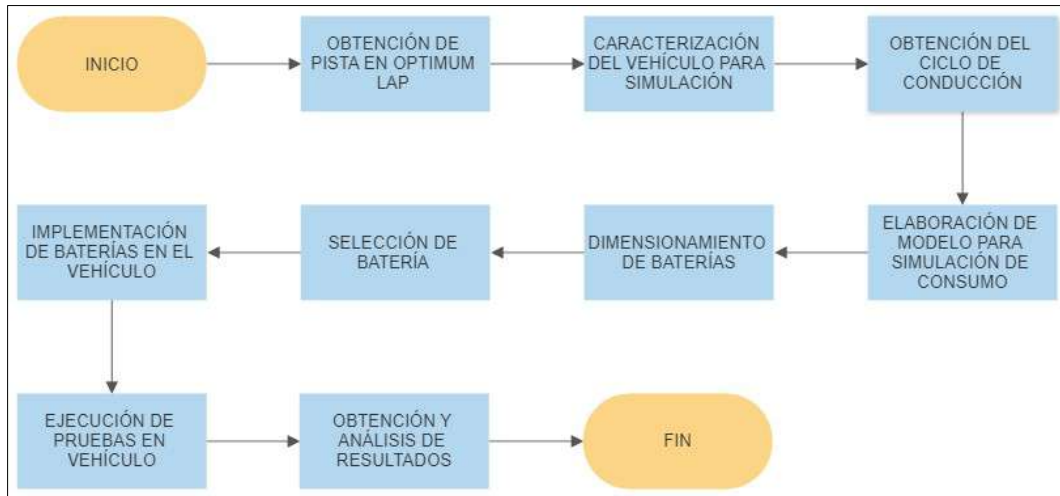 INICIO
OBTENCIÓN DE
PISTA EN OPTIMUM
LAP
CARACTERIZACIÓN
DEL VEHÍCULO PARA
SIMULACIÓN
OBTENCIÓN DEL
CICLO DE
CONDUCCIÓN
ELABORACIÓN DE
MODELO PARA
SIMULACIÓN DE
CONSUMO
DIMENSIONAMIENTO
DE BATERÍAS
SELECCIÓN DE
BATERÍA
IMPLEMENTACIÓN
DE BATERÍAS EN EL
VEHÍCULO
EJECUCIÓN DE
PRUEBAS EN
VEHÍCULO
OBTENCIÓN Y
ANÁLISIS DE
RESULTADOS
FIN